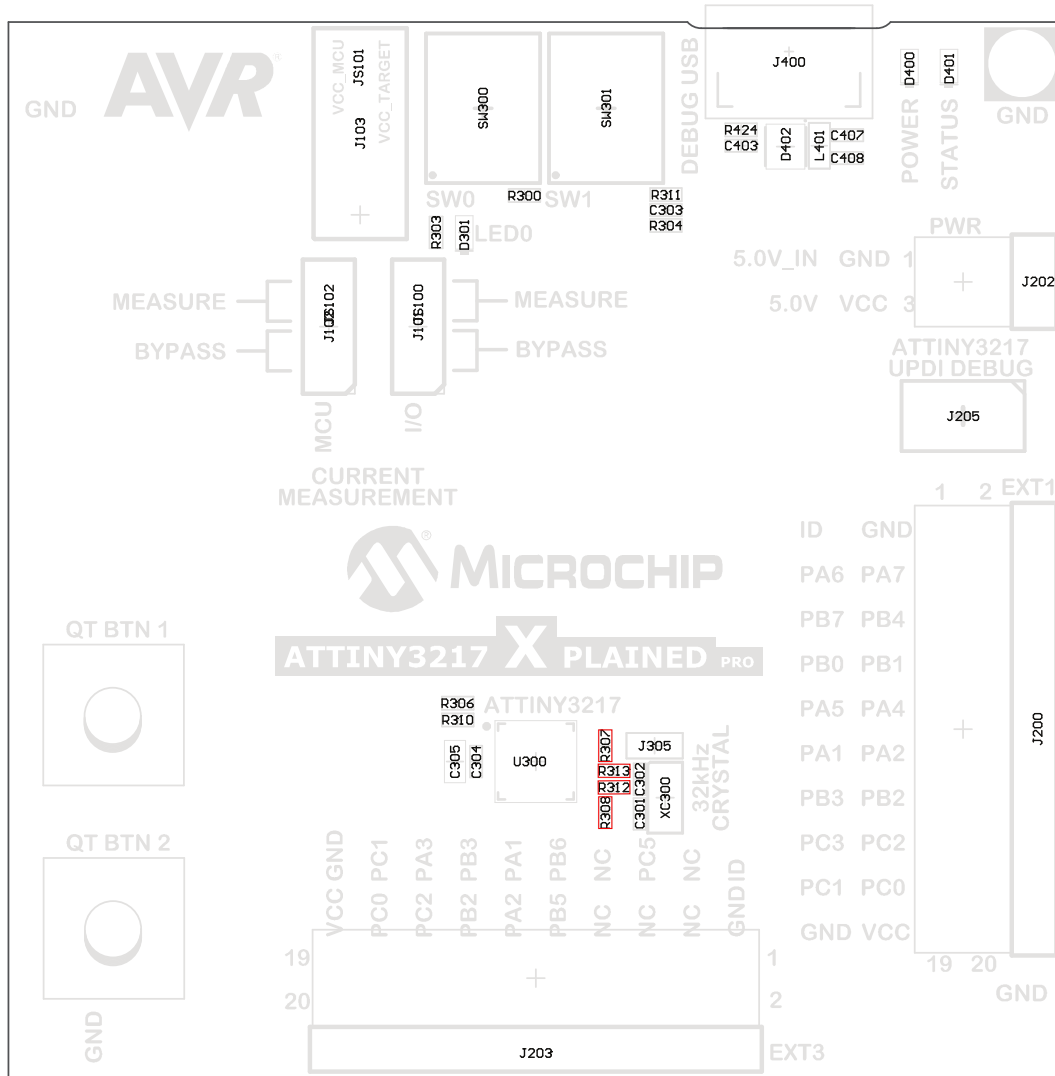 AVR®
GND
VCC_MCU
JS101
J103
VCC_TARGET
SW300
SW301
DEBUG USB
J400
D400
D401
POWER
STATUS
GND
R424
C403
D402
L401
C407
C408
SW0
R300
SW1
R311
C303
R304
R303
D301
LED0
PWR
5.0V_IN GND 1
5.0V VCC 3
J202
MEASURE
BYPASS
JS102
JS100
MEASURE
BYPASS
MCU
I/O
CURRENT
MEASUREMENT
ATTINY3217
UPDI DEBUG
J205
1 2 EXT1
ID GND
PA6 PA7
PB7 PB4
PB0 PB1
PA5 PA4
PA1 PA2
PB3 PB2
PC3 PC2
PC1 PC0
GND VCC
19 20
J200
GND
MICROCHIP®
ATTINY3217 XPLAINED PRO
QT BTN 1
QT BTN 2
GND
R306
R310
ATTINY3217
C305
C304
U300
R307
R313
R312
R308
J305
C302
C301
XC300
32kHz
CRYSTAL
VCC GND
PC0 PC1
PC2 PA3
PB2 PB3
PA2 PA1
PB5 PB6
NC NC
NC PC5
NC NC
GND ID
19
20
1
2
J203
EXT3